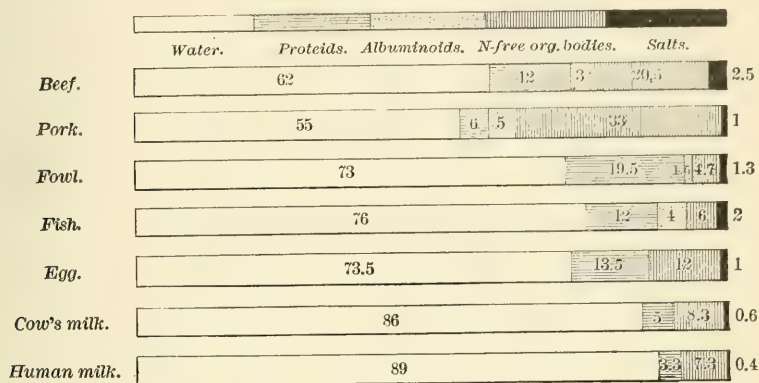 Water. Proteids. Albuminoids. N-free org. bodies. Salts.
Beef. 62 12 3 20.5 2.5
Pork. 55 6 5 33 1
Fowl. 73 19.5 1.5 4.7 1.3
Fish. 76 12 4 6 2
Egg. 73.5 13.5 12 1
Cow's milk. 86 5 8.3 0.6
Human milk. 89 3.3 7.3 0.4